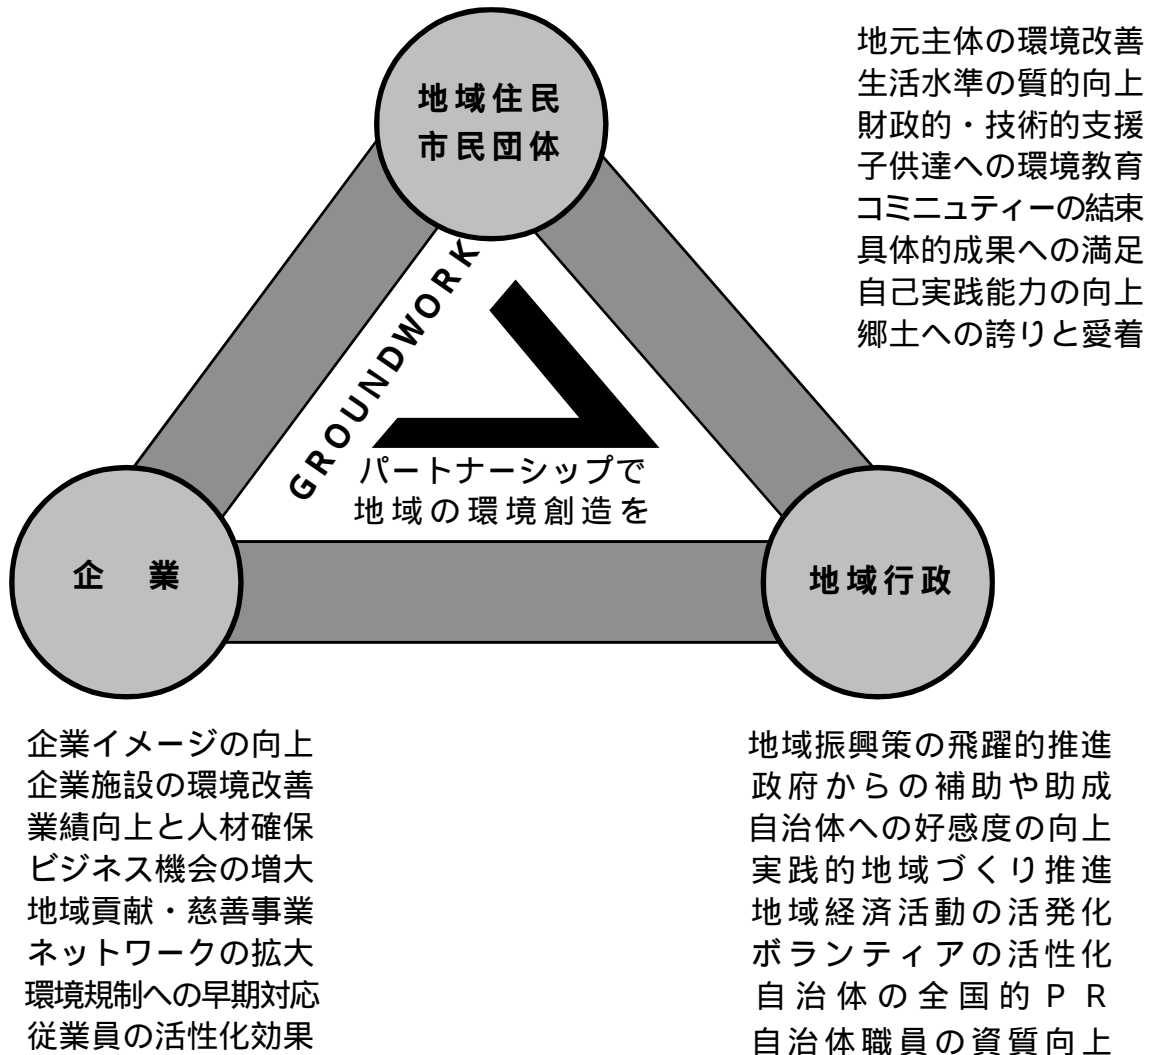 地域住民
市民団体
地元主体の環境改善
生活水準の質的向上
財政的・技術的支援
子供達への環境教育
コミニュティーの結束
具体的成果への満足
自己実践能力の向上
郷土への誇りと愛着
GROUNDWORK
パートナーシップで
地域の環境創造を
企　業
地域行政
企業イメージの向上
企業施設の環境改善
業績向上と人材確保
ビジネス機会の増大
地域貢献・慈善事業
ネットワークの拡大
環境規制への早期対応
従業員の活性化効果
地域振興策の飛躍的推進
政府からの補助や助成
自治体への好感度の向上
実践的地域づくり推進
地域経済活動の活発化
ボランティアの活性化
自治体の全国的ＰＲ
自治体職員の資質向上